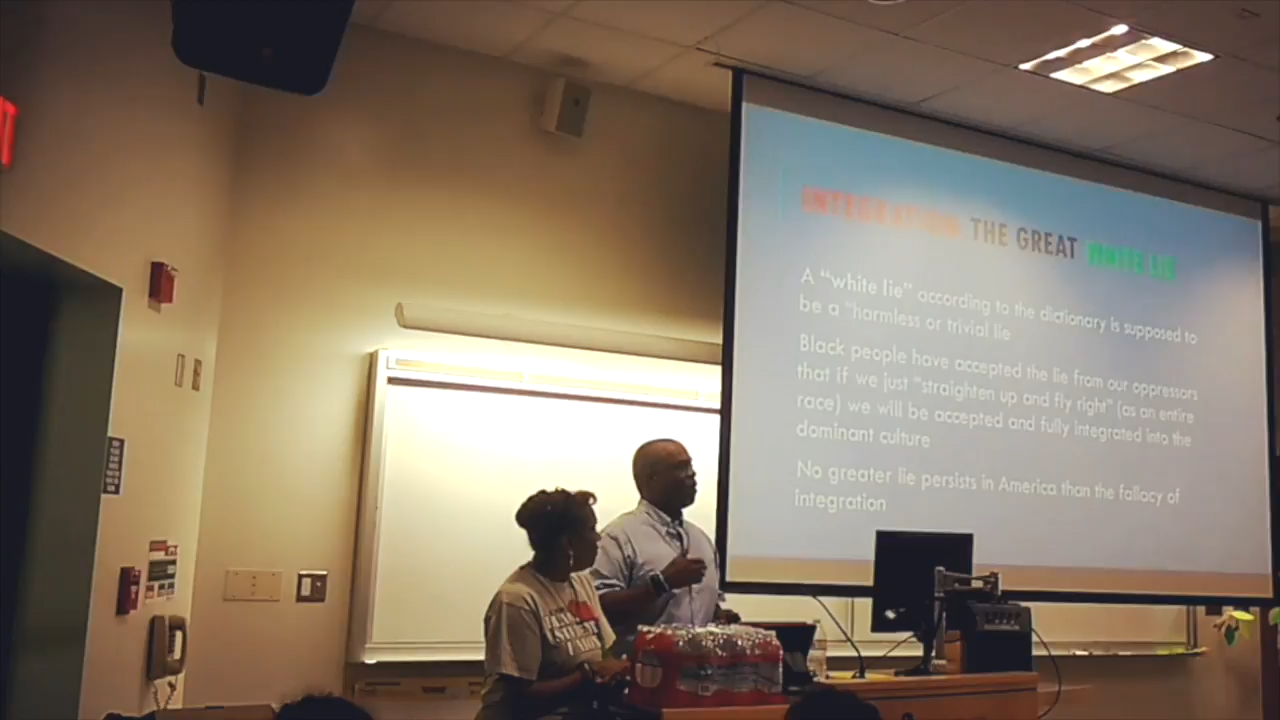 INTEGRATION: THE GREAT WHITE LIE
A “white lie” according to the dictionary is supposed to
be a “harmless or trivial lie
Black people have accepted the lie from our oppressors
that if we just “straighten up and fly right” (as an entire
race) we will be accepted and fully integrated into the
dominant culture
No greater lie persists in America than the fallacy of
integration